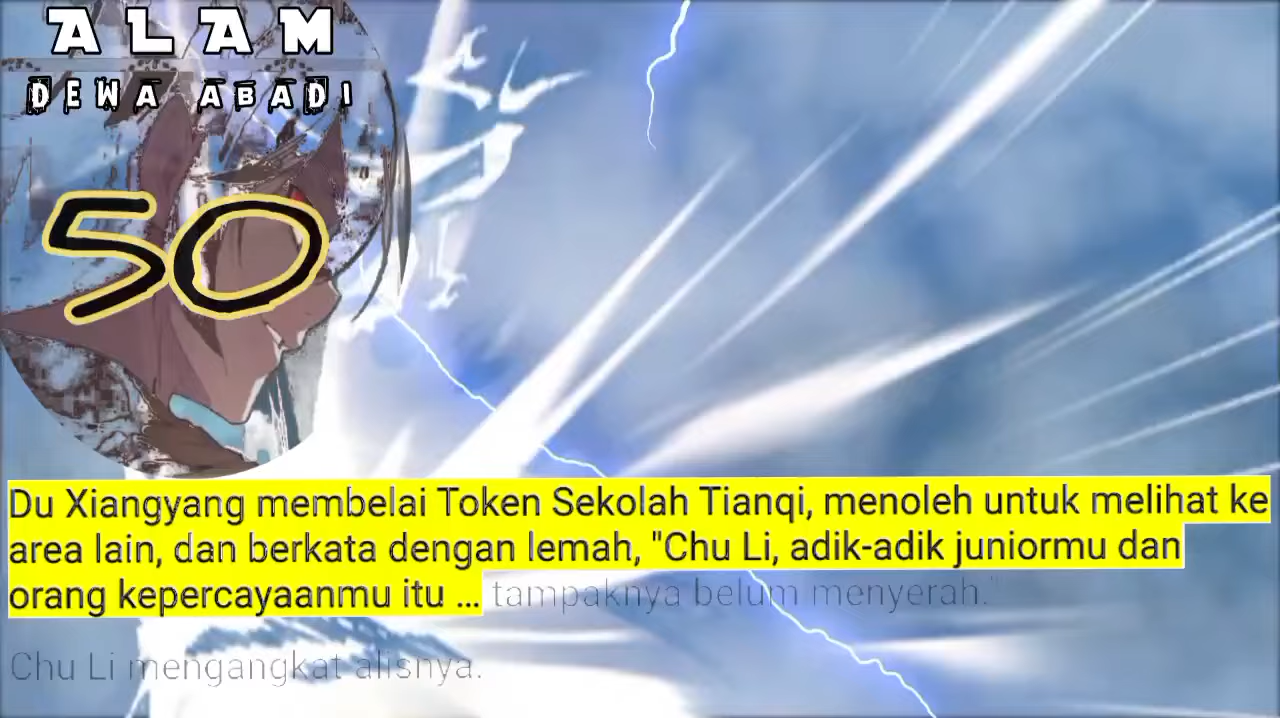 ALAM
DEWA ABADI
50
Du Xiangyang membelai Token Sekolah Tianqi, menoleh untuk melihat ke
area lain, dan berkata dengan lemah, "Chu Li, adik-adik juniormu dan
orang kepercayaanmu itu ... tampaknya belum menyerah."
Chu Li mengangkat alisnya.